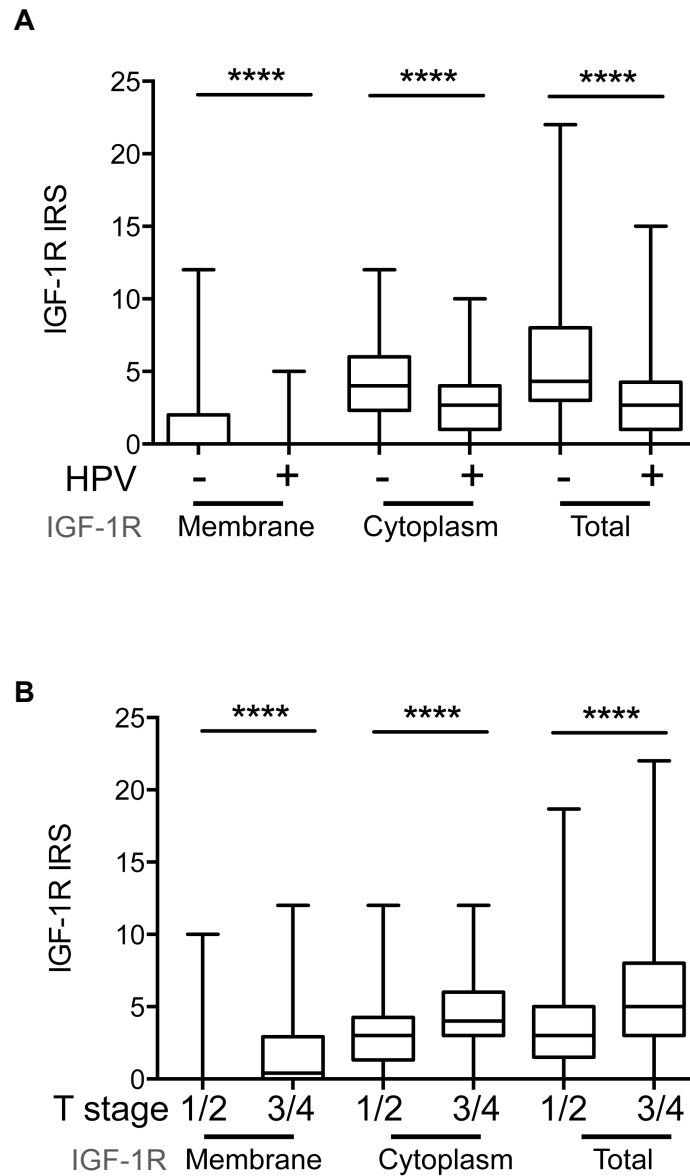 A
**** **** ****
25
20
15
10
5
0
IGF-1R IRS
HPV - + - + - +
IGF-1R Membrane Cytoplasm Total
B
**** **** ****
25
20
15
10
5
0
IGF-1R IRS
T stage 1/2 3/4 1/2 3/4 1/2 3/4
IGF-1R Membrane Cytoplasm Total